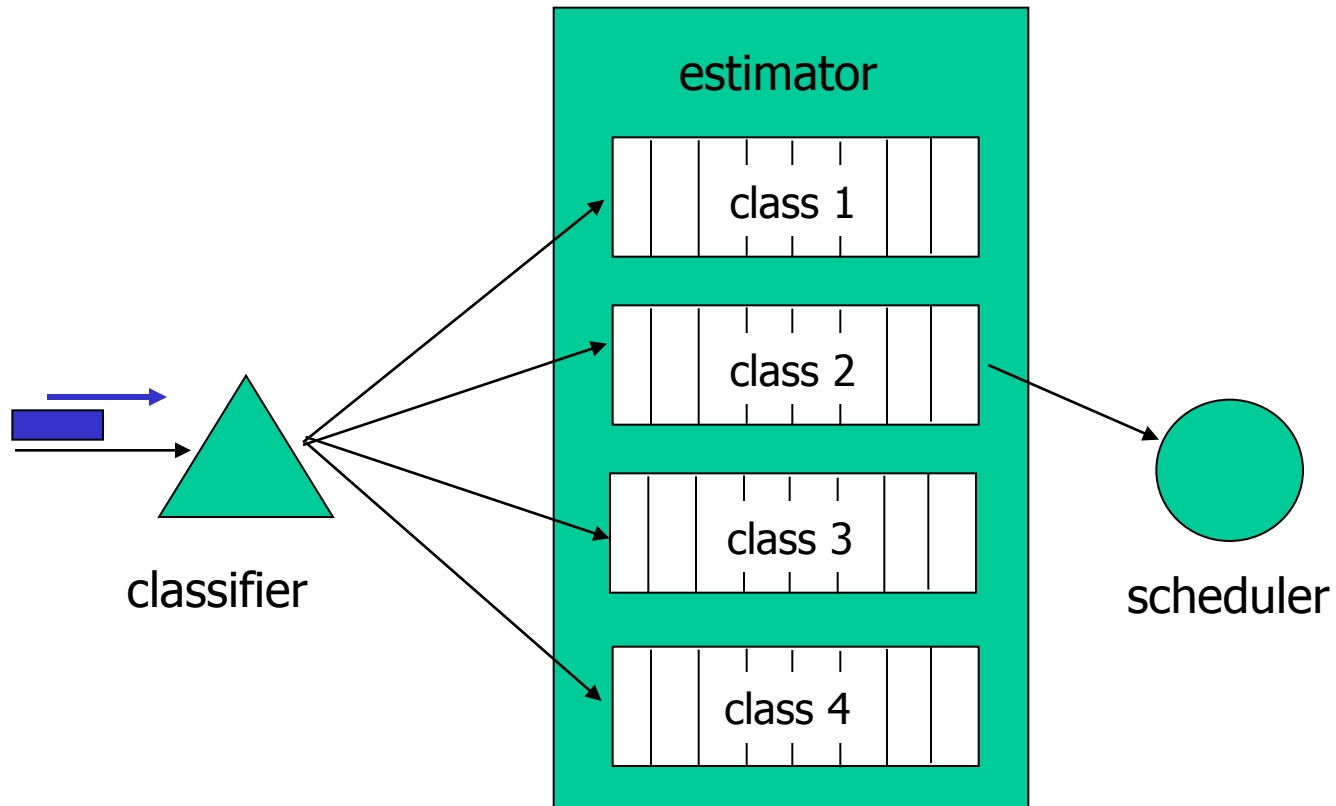 estimator
class 1
class 2
class 3
class 4
classifier
scheduler